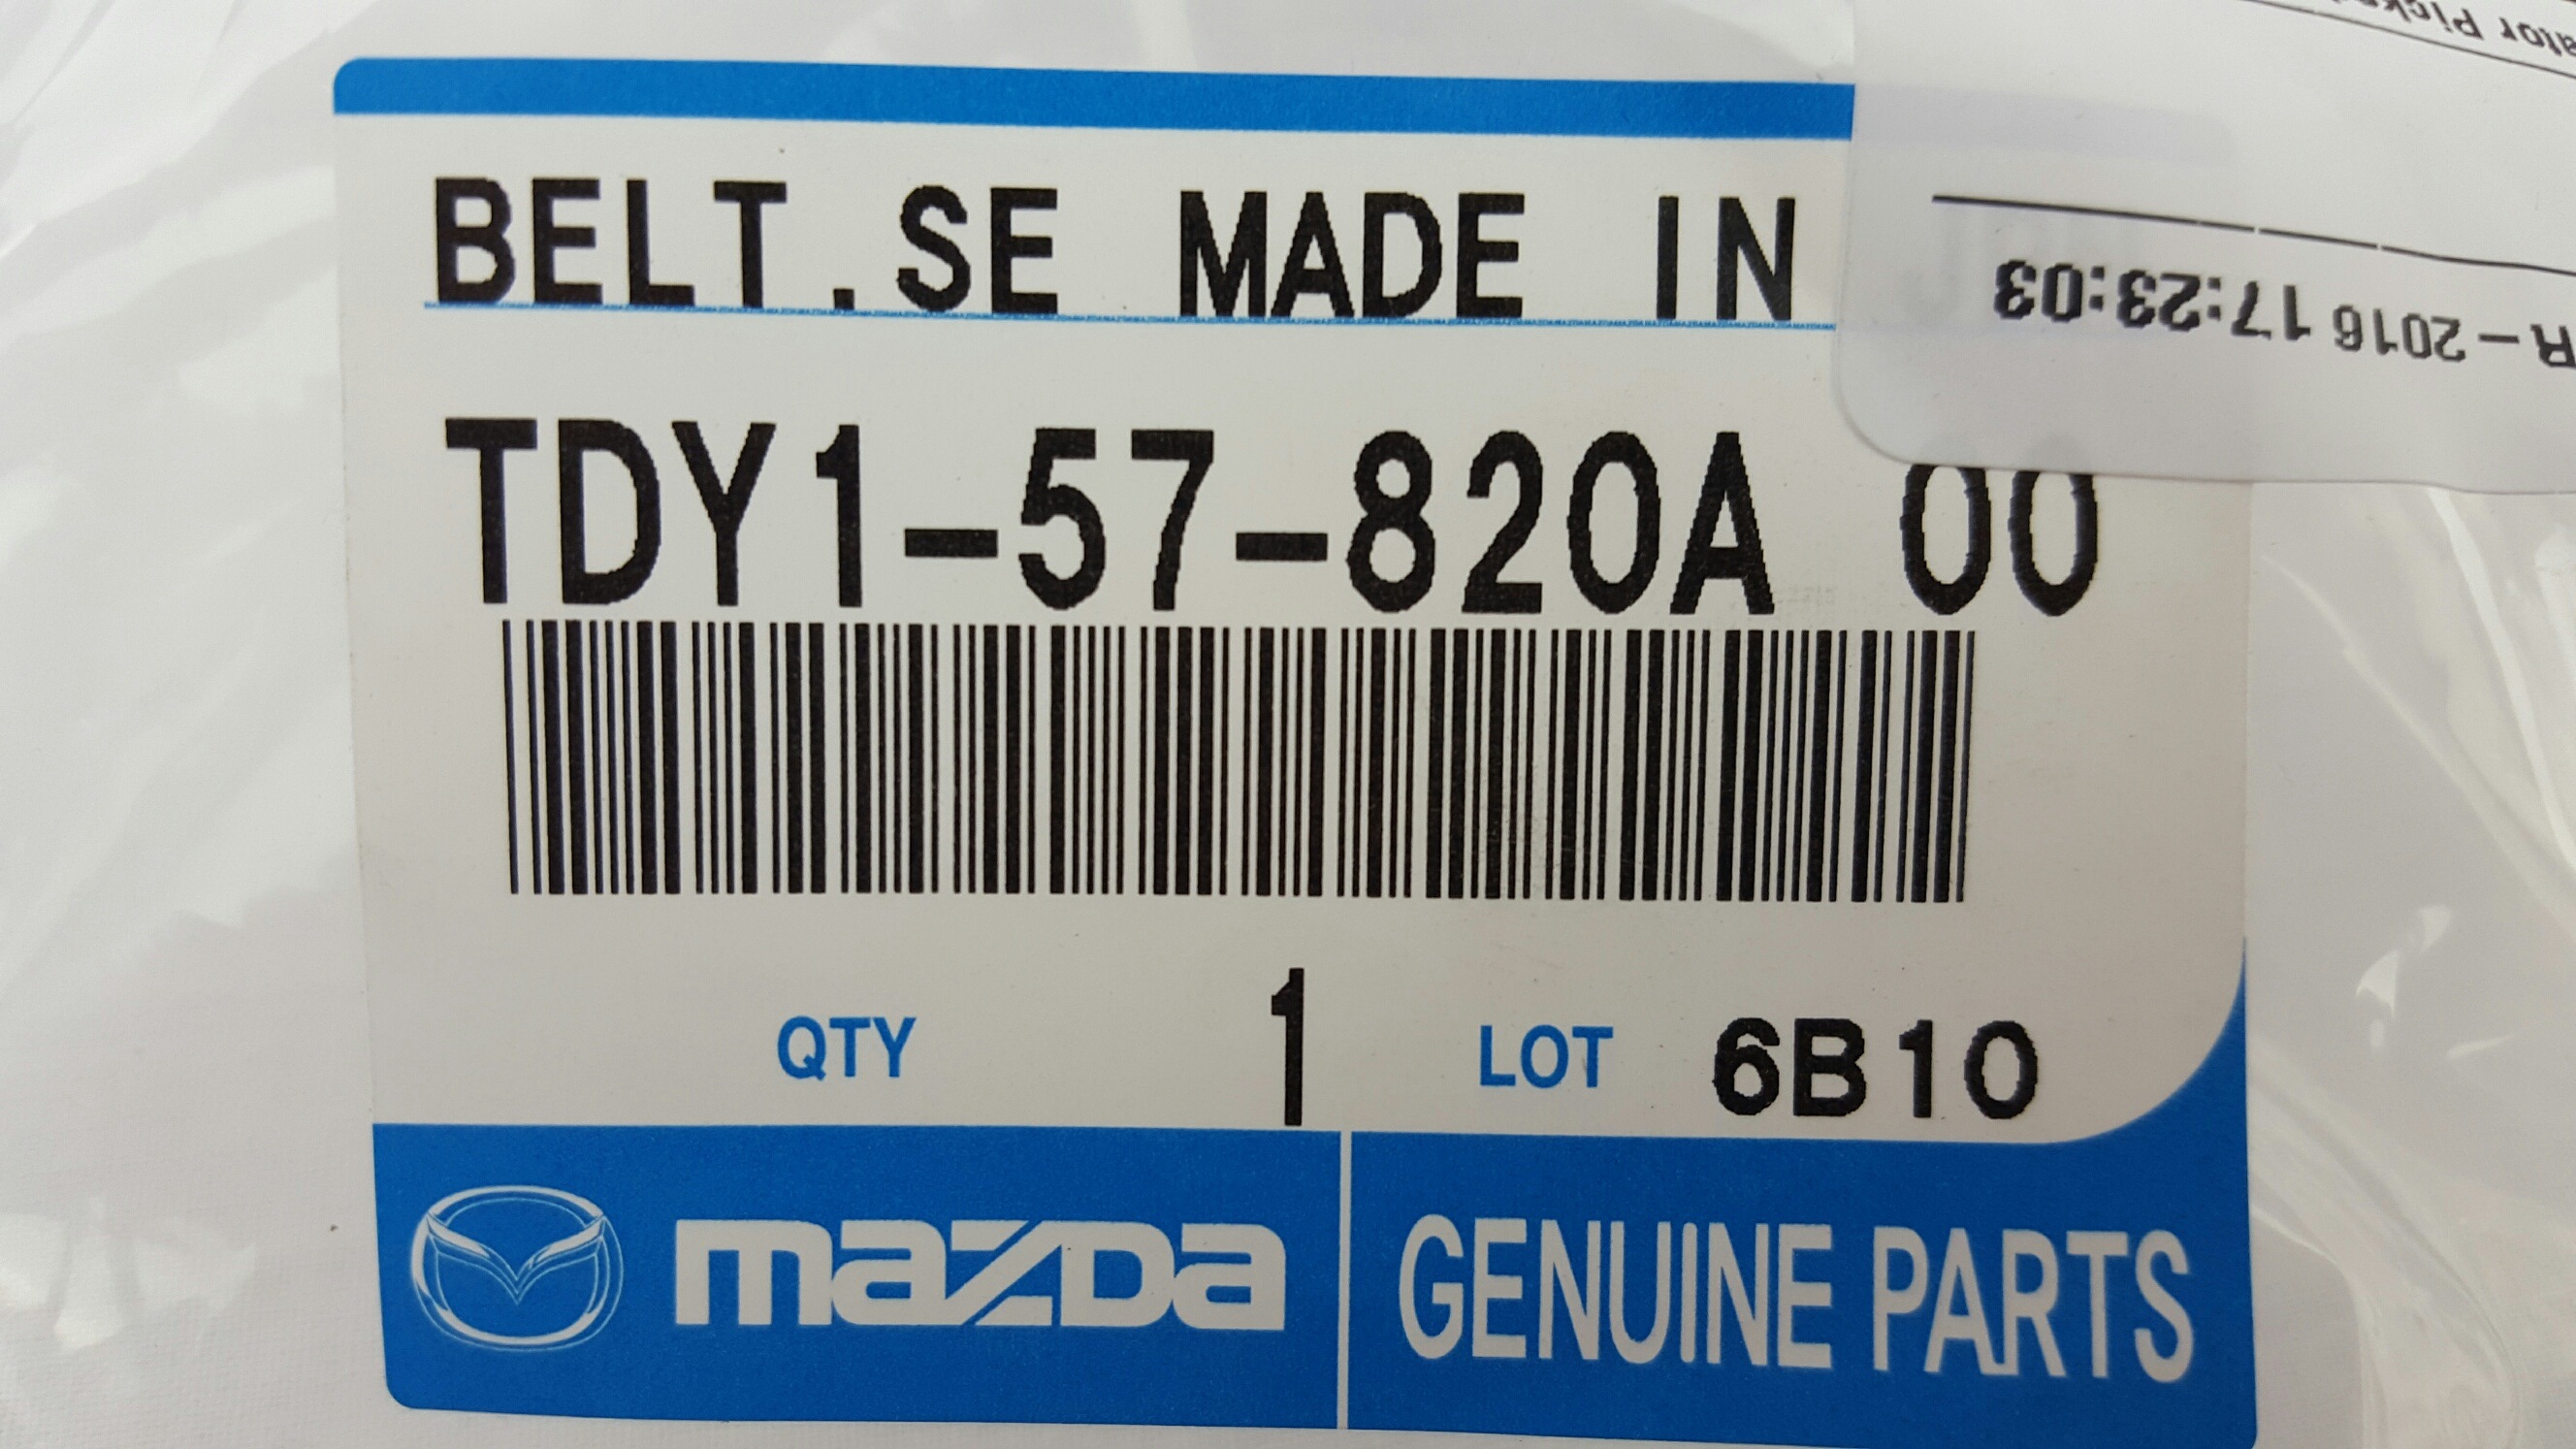 BELT.SE MADE IN
TDY1-57-820A 00
QTY 1 LOT 6B10
mazda GENUINE PARTS
R-2016 17:23:03